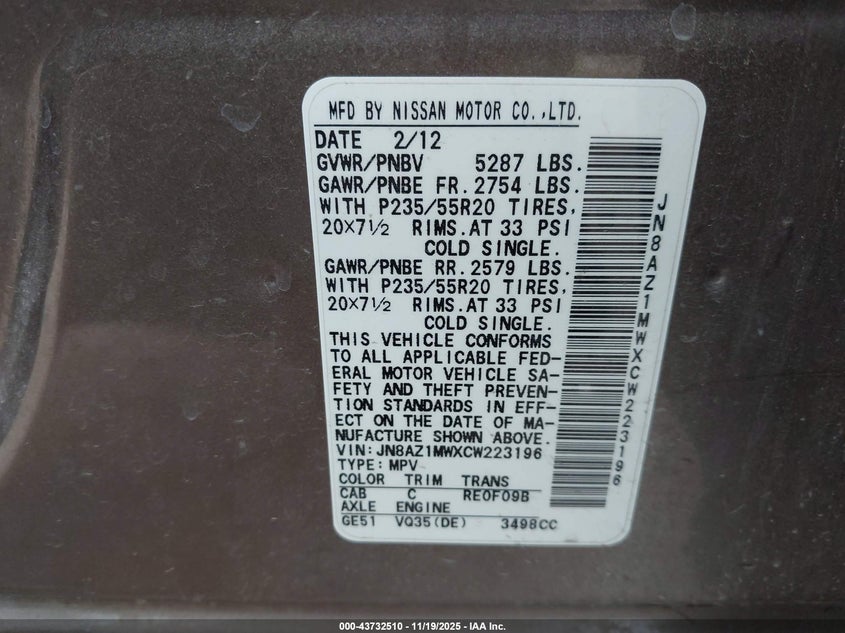 MFD BY NISSAN MOTOR CO.,LTD.
DATE 2/12
GVWR/PNBV 5287 LBS.
GAWR/PNBE FR. 2754 LBS.
WITH P235/55R20 TIRES,
20X7½ RIMS.AT 33 PSI
COLD SINGLE.
GAWR/PNBE RR. 2579 LBS.
WITH P235/55R20 TIRES,
20X7½ RIMS.AT 33 PSI
COLD SINGLE.
THIS VEHICLE CONFORMS
TO ALL APPLICABLE FED-
ERAL MOTOR VEHICLE SA-
FETY AND THEFT PREVEN-
TION STANDARDS IN EFF-
ECT ON THE DATE OF MA-
NUFACTURE SHOWN ABOVE.
VIN: JN8AZ1MWXCW223196
TYPE: MPV
COLOR TRIM TRANS
CAB C RE0F09B
AXLE ENGINE
GE51 VQ35(DE) 3498CC
JN8AZ1MWXCW223196
000-43732510 - 11/19/2025 - IAA Inc.